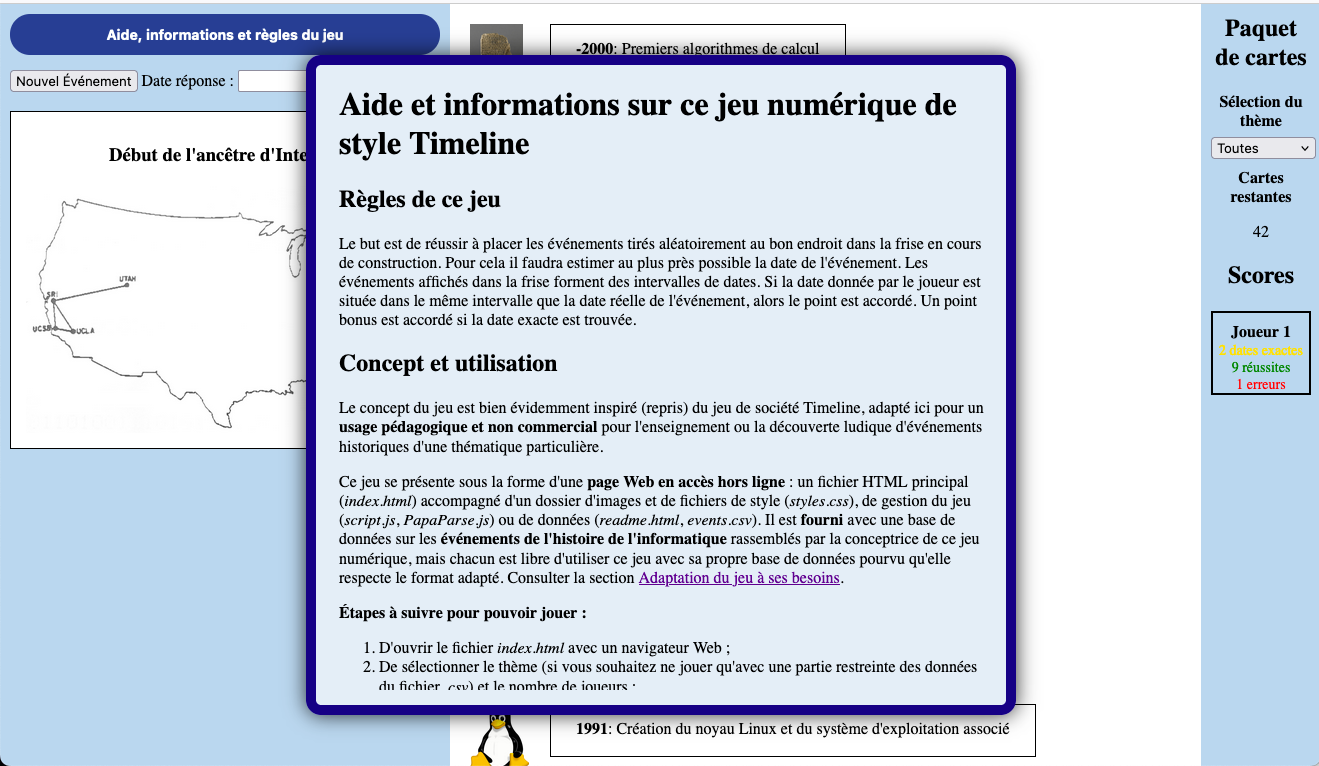 Aide, informations et règles du jeu
Nouvel Événement Date réponse :
Début de l'ancêtre d'Inte
UTAH
SRI
UCSB
UCLA
-2000: Premiers algorithmes de calcul
Aide et informations sur ce jeu numérique de
style Timeline
Règles de ce jeu
Le but est de réussir à placer les événements tirés aléatoirement au bon endroit dans la frise en cours
de construction. Pour cela il faudra estimer au plus près possible la date de l'événement. Les
événements affichés dans la frise forment des intervalles de dates. Si la date donnée par le joueur est
située dans le même intervalle que la date réelle de l'événement, alors le point est accordé. Un point
bonus est accordé si la date exacte est trouvée.
Concept et utilisation
Le concept du jeu est bien évidemment inspiré (repris) du jeu de société Timeline, adapté ici pour un
usage pédagogique et non commercial pour l'enseignement ou la découverte ludique d'événements
historiques d'une thématique particulière.
Ce jeu se présente sous la forme d'une page Web en accès hors ligne : un fichier HTML principal
(index.html) accompagné d'un dossier d'images et de fichiers de style (styles.css), de gestion du jeu
(script.js, PapaParse.js) ou de données (readme.html, events.csv). Il est fourni avec une base de
données sur les événements de l'histoire de l'informatique rassemblés par la conceptrice de ce jeu
numérique, mais chacun est libre d'utiliser ce jeu avec sa propre base de données pourvu qu'elle
respecte le format adapté. Consulter la section Adaptation du jeu à ses besoins.
Étapes à suivre pour pouvoir jouer :
1. D'ouvrir le fichier index.html avec un navigateur Web ;
2. De sélectionner le thème (si vous souhaitez ne jouer qu'avec une partie restreinte des données
du fichier .csv) et le nombre de joueurs ;
1991: Création du noyau Linux et du système d'exploitation associé
Paquet
de cartes
Sélection du
thème
Toutes
Cartes
restantes
42
Scores
Joueur 1
2 dates exactes
9 réussites
1 erreurs